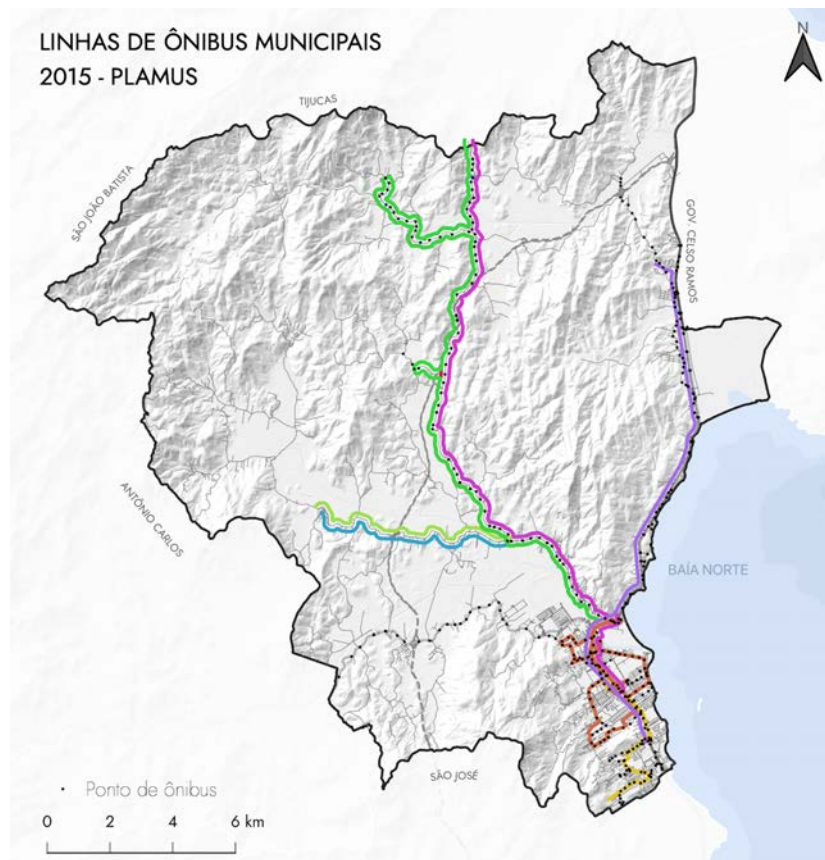 LINHAS DE ÔNIBUS MUNICIPAIS
2015 - PLAMUS
N
TIJUCAS
SÃO JOÃO BATISTA
GOV. CELSO RAMOS
ANTÔNIO CARLOS
BAÍA NORTE
SÃO JOSÉ
Ponto de ônibus
0 2 4 6 km